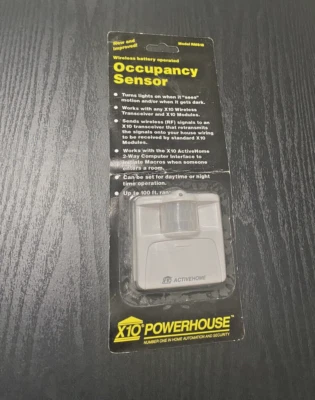 New and
improved!
Model RMS18
Wireless battery operated
Occupancy
Sensor
• Turns lights on when it "sees"
motion and/or when it gets dark.
• Works with any X10 Wireless
Transceiver and X10 Modules.
• Sends wireless (RF) signals to an
X10 transceiver that retransmits
the signals onto your house wiring
to be received by standard X10
Modules.
• Works with the X10 ActiveHome
2-Way Computer Interface to
Macros when someone
a room.
• Can be set for daytime or night
time operation.
• Up to 100 ft.
X10 ACTIVEHOME
X10 POWERHOUSE™
NUMBER ONE IN HOME AUTOMATION AND SECURITY